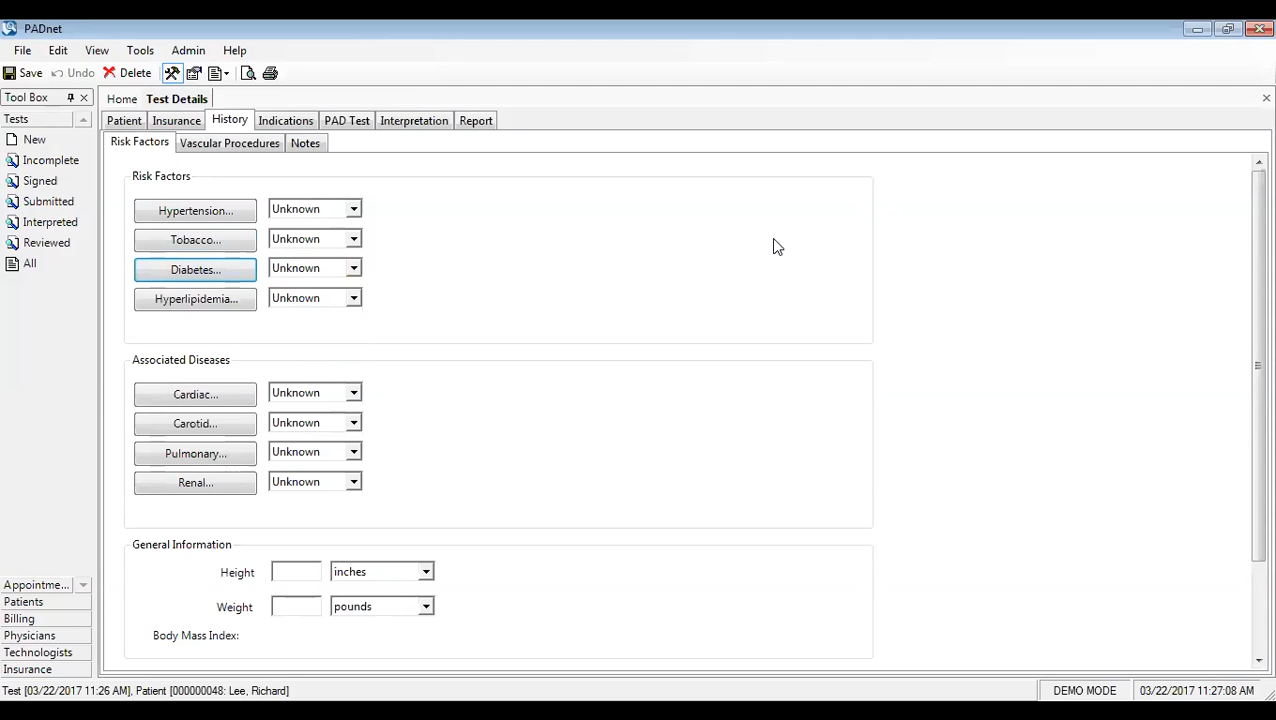 PADnet
File Edit View Tools Admin Help
Save Undo Delete
Tool Box
Home Test Details
Tests
Patient Insurance History Indications PAD Test Interpretation Report
New
Risk Factors Vascular Procedures Notes
Incomplete
Signed
Submitted
Interpreted
Reviewed
All
Risk Factors
Hypertension... Unknown
Tobacco... Unknown
Diabetes... Unknown
Hyperlipidemia... Unknown
Associated Diseases
Cardiac... Unknown
Carotid... Unknown
Pulmonary... Unknown
Renal... Unknown
General Information
Height inches
Weight pounds
Body Mass Index:
Appointme...
Patients
Billing
Physicians
Technologists
Insurance
Test [03/22/2017 11:26 AM], Patient [000000048: Lee, Richard] DEMO MODE 03/22/2017 11:27:08 AM